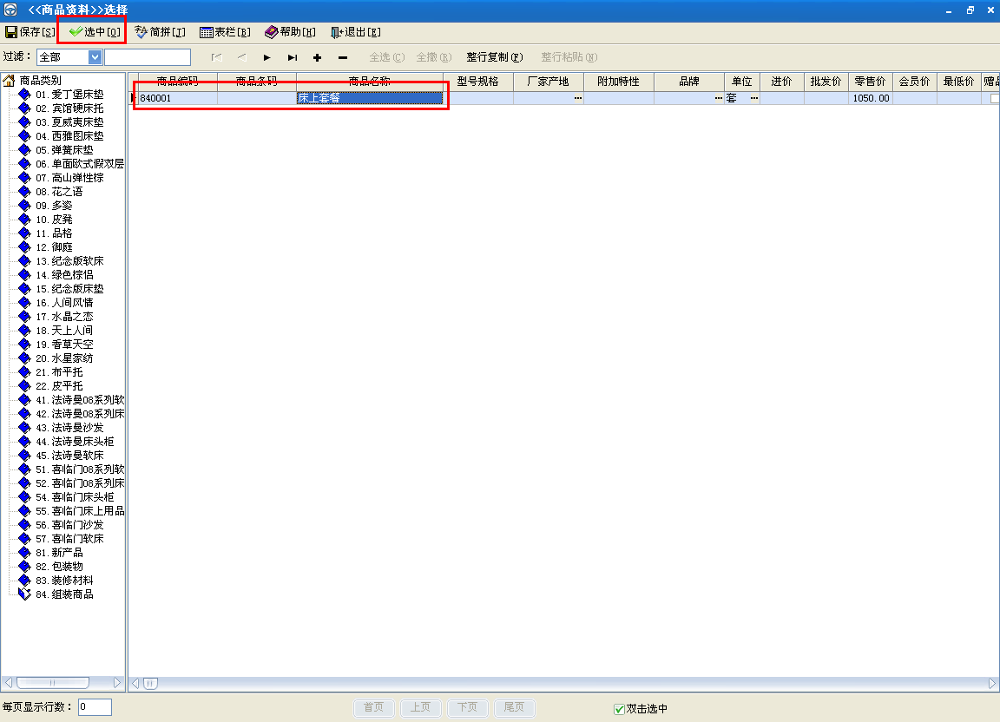 <<商品资料>>选择
保存[S] 选中[O] 简拼[J] 表栏[B] 帮助[H] 退出[E]
过滤： 全部 全选(C) 全撤(R) 整行复制(F) 整行粘贴(N)
商品类别
01. 爱丁堡床垫
02. 宾馆硬床托
03. 夏威夷床垫
04. 西雅图床垫
05. 弹簧床垫
06. 单面欧式假双层
07. 高山弹性棕
08. 花之语
09. 多姿
10. 皮凳
11. 品格
12. 御庭
13. 纪念版软床
14. 绿色棕侣
15. 纪念版床垫
16. 人间风情
17. 水晶之恋
18. 天上人间
19. 香草天空
20. 水星家纺
21. 布平托
22. 皮平托
41. 法诗曼08系列软
42. 法诗曼08系列床
43. 法诗曼沙发
44. 法诗曼床头柜
45. 法诗曼软床
51. 喜临门08系列软
52. 喜临门08系列床
54. 喜临门床头柜
55. 喜临门床上用品
56. 喜临门沙发
57. 喜临门软床
81. 新产品
82. 包装物
83. 装修材料
84. 组装商品
商品编码 商品条码 商品名称 型号规格 厂家产地 附加特性 品牌 单位 进价 批发价 零售价 会员价 最低价 赠品
840001 床上套餐 ... ... 套 ... 1050.00
每页显示行数： 0 首页 上页 下页 尾页 双击选中